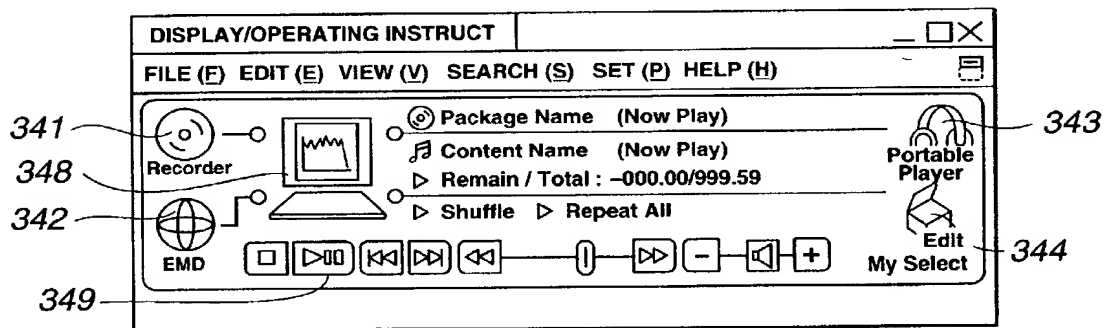 DISPLAY/OPERATING INSTRUCT
FILE (F) EDIT (E) VIEW (V) SEARCH (S) SET (P) HELP (H)
341
Recorder
348
342
EMD
349
Package Name (Now Play)
Content Name (Now Play)
Remain / Total : –000.00/999.59
Shuffle Repeat All
343
Portable
Player
Edit
My Select
344